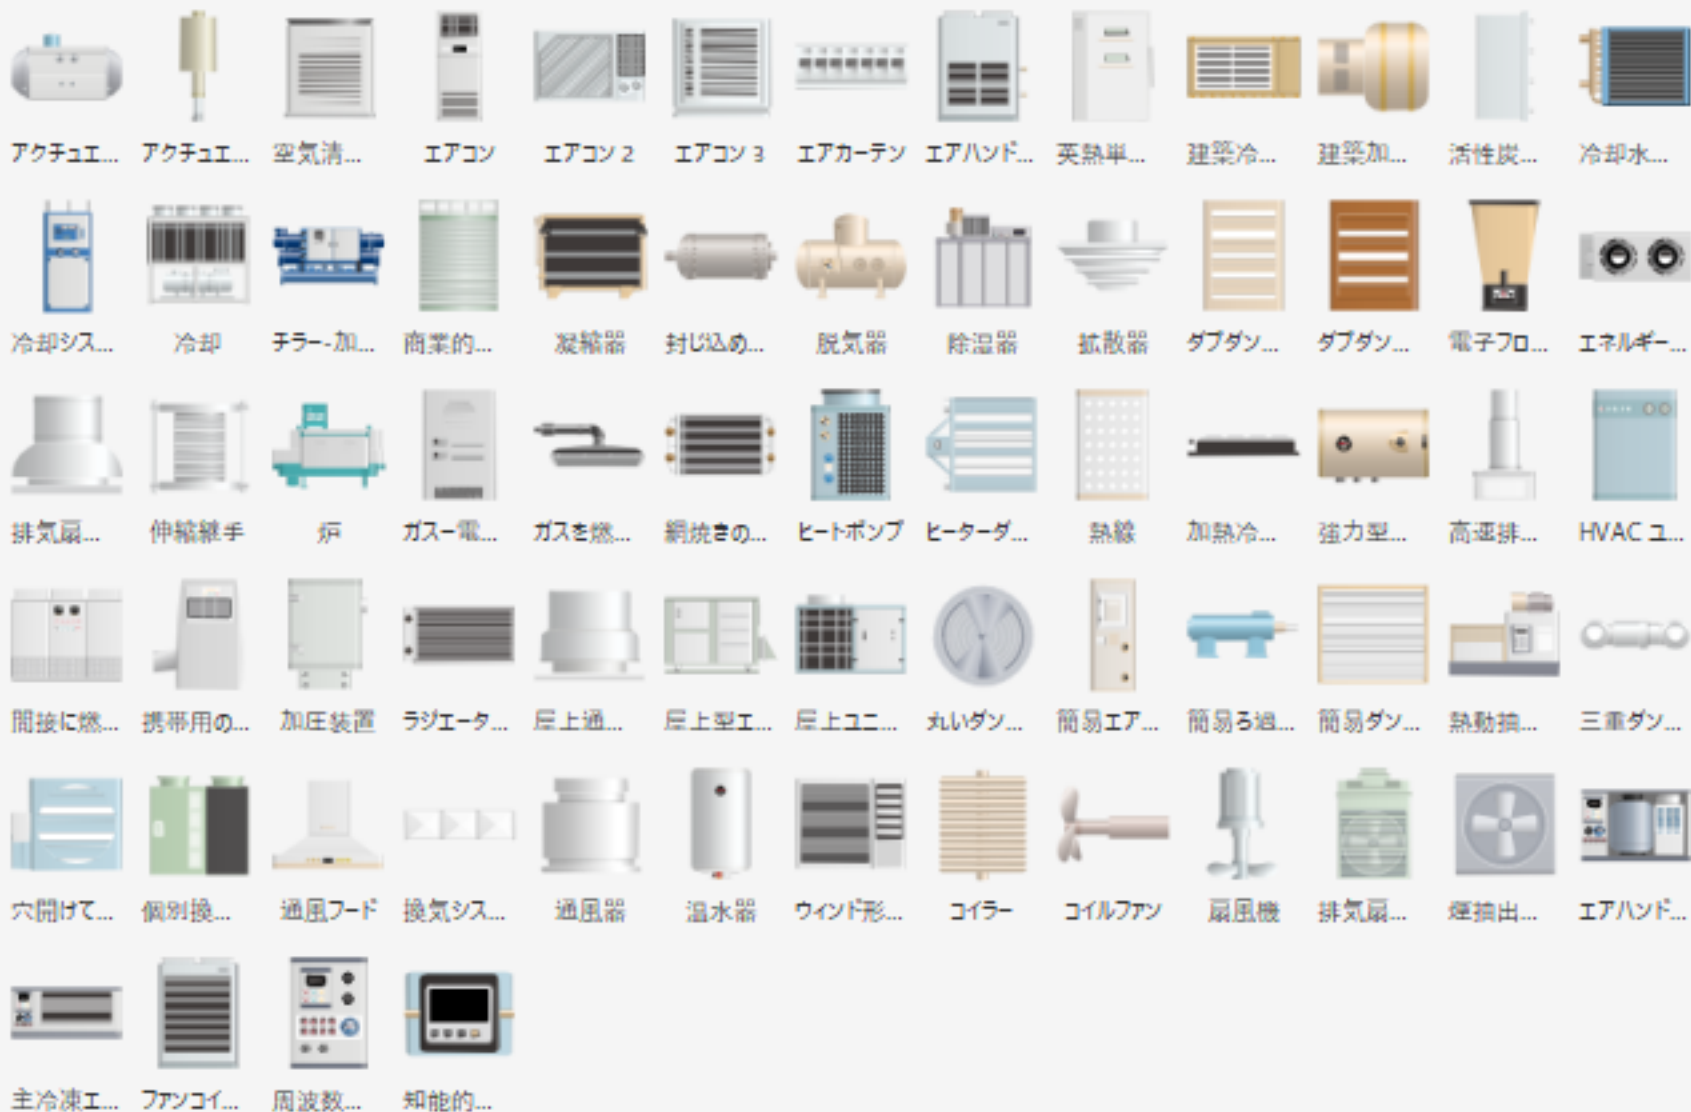 アクチュエ...
アクチュエ...
空気清...
エアコン
エアコン 2
エアコン 3
エアカーテン
エアハンド...
英熱単...
建築冷...
建築加...
活性炭...
冷却水...
冷却シス...
冷却
チラー-加...
商業的...
凝縮器
封じ込め...
脱気器
除湿器
拡散器
ダブダン...
ダブダン...
電子フロ...
エネルギー...
排気扇...
伸縮継手
炉
ガスー電...
ガスを燃...
網焼きの...
ヒートポンプ
ヒーターダ...
熱線
加熱冷...
強力型...
高速排...
HVAC ユ...
間接に燃...
携帯用の...
加圧装置
ラジエータ...
屋上通...
屋上型エ...
屋上ユニ...
丸いダン...
簡易エア...
簡易ろ過...
簡易ダン...
熱動抽...
三重ダン...
穴開けて...
個別換...
通風フード
換気シス...
通風器
温水器
ウィンド形...
コイラー
コイルファン
扇風機
排気扇...
煙抽出...
エアハンド...
主冷凍エ...
ファンコイ...
周波数...
知能的...